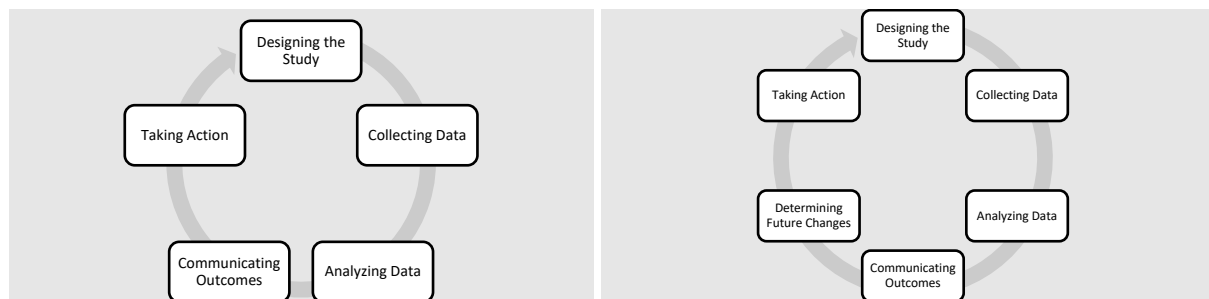 Designing the
Study
Collecting Data
Analyzing Data
Communicating
Outcomes
Taking Action
Designing the
Study
Collecting Data
Analyzing Data
Communicating
Outcomes
Determining
Future Changes
Taking Action